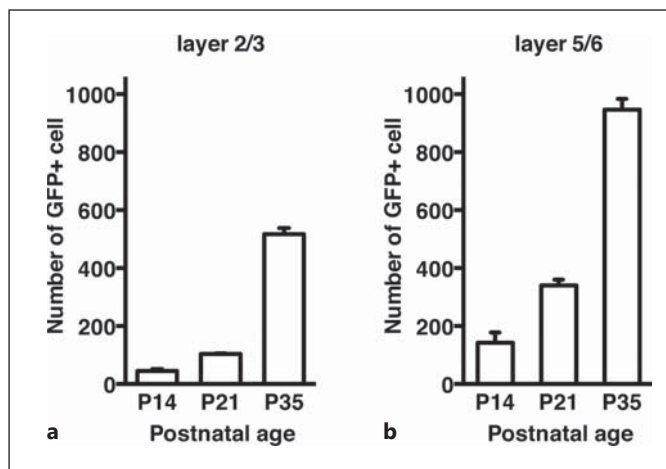 layer 2/3
Number of GFP+ cell
1000
800
600
400
200
0
P14 P21 P35
Postnatal age
a
layer 5/6
Number of GFP+ cell
1000
800
600
400
200
0
P14 P21 P35
Postnatal age
b